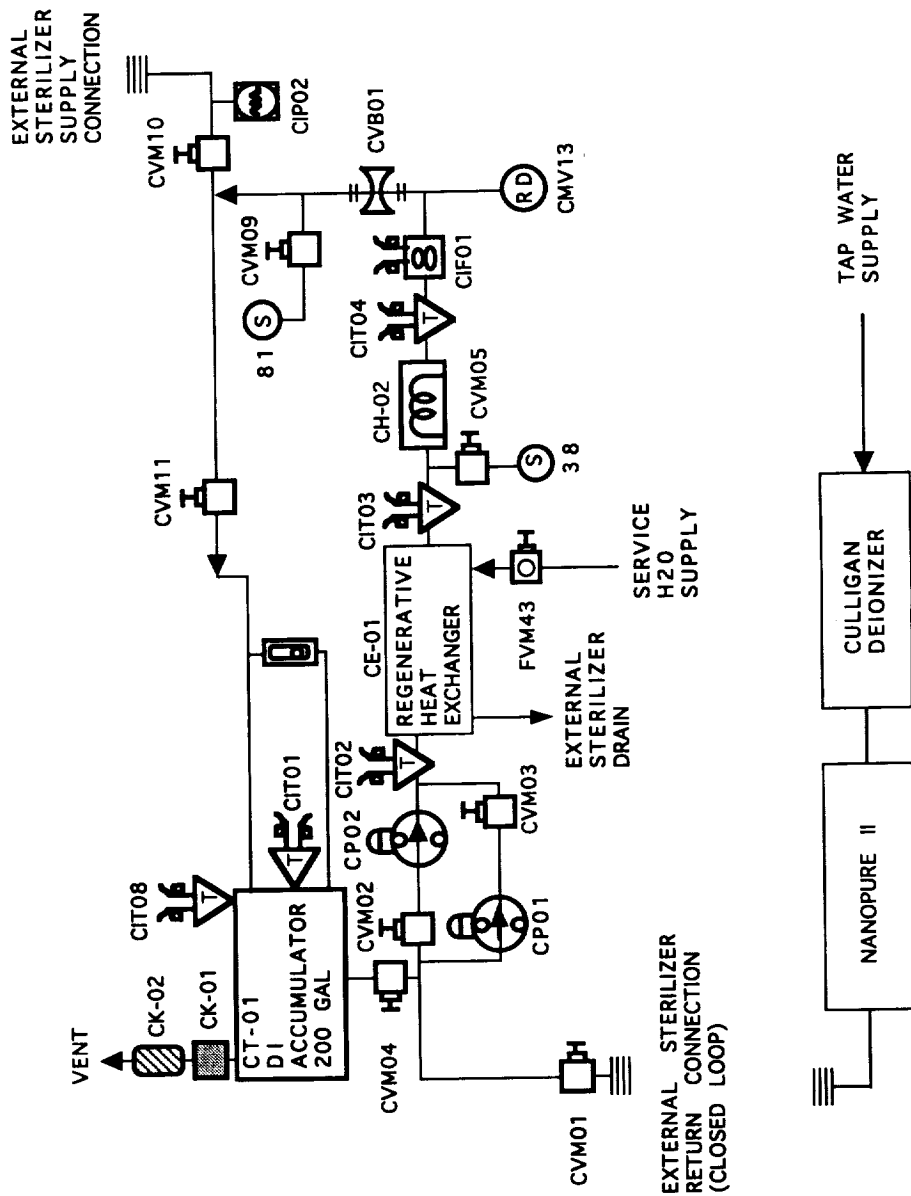 EXTERNAL
STERILIZER
SUPPLY
CONNECTION
CVM10
CIP02
CVM11
CVM09
S
81
CVB01
RD
CMV13
CIF01
CIT04
T
CH-02
CVM05
S
38
CIT03
T
CE-01
REGENERATIVE
HEAT
EXCHANGER
FVM43
SERVICE
H2O
SUPPLY
EXTERNAL
STERILIZER
DRAIN
CIT02
T
CP02
CVM03
CVM02
CP01
CIT01
T
CIT08
T
VENT
CK-02
CK-01
CT-01
DI
ACCUMULATOR
200 GAL
CVM04
CVM01
EXTERNAL STERILIZER
RETURN CONNECTION
(CLOSED LOOP)
TAP WATER
SUPPLY
CULLIGAN
DEIONIZER
NANOPURE II